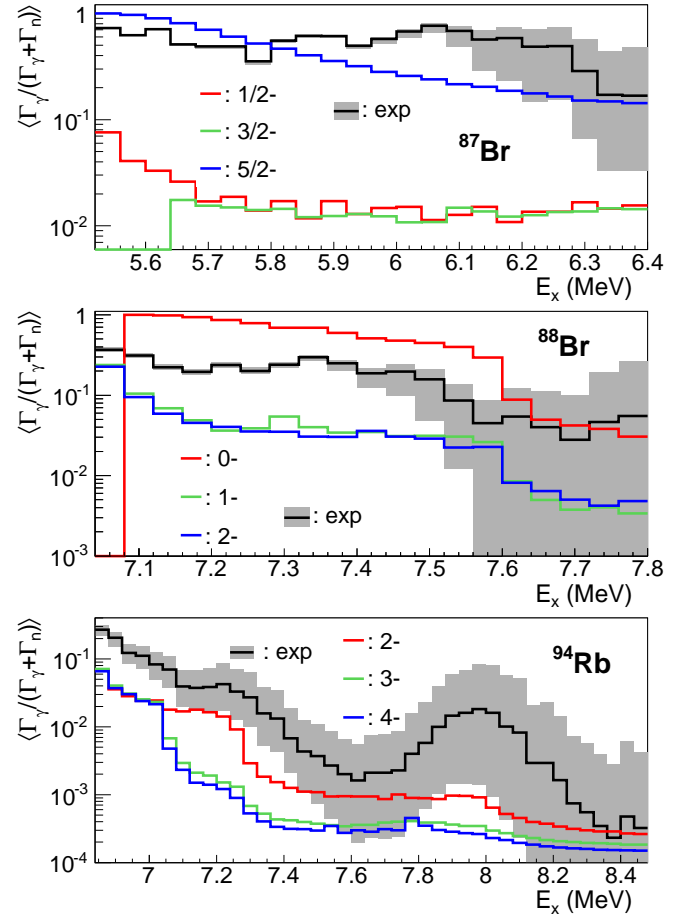 ⟨Γγ/(Γγ+Γn)⟩
1
10⁻¹
10⁻²
: 1/2-
: 3/2-
: 5/2-
: exp
⁸⁷Br
5.6 5.7 5.8 5.9 6 6.1 6.2 6.3 6.4
Eₓ (MeV)
⟨Γγ/(Γγ+Γn)⟩
1
10⁻¹
10⁻²
10⁻³
: 0-
: 1-
: 2-
: exp
⁸⁸Br
7.1 7.2 7.3 7.4 7.5 7.6 7.7 7.8
Eₓ (MeV)
⟨Γγ/(Γγ+Γn)⟩
10⁻¹
10⁻²
10⁻³
10⁻⁴
: exp
: 2-
: 3-
: 4-
⁹⁴Rb
7 7.2 7.4 7.6 7.8 8 8.2 8.4
Eₓ (MeV)